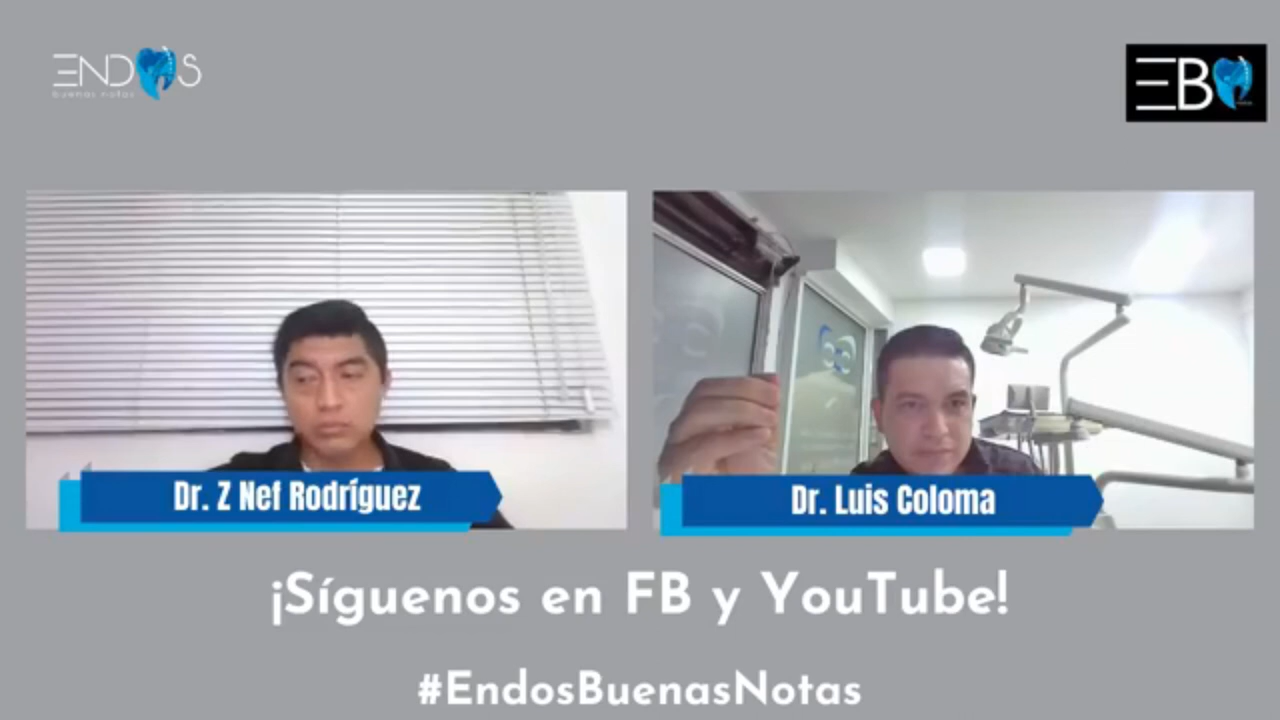 ENDOS
buenas notas
EB
Dr. Z Nef Rodríguez
Dr. Luis Coloma
¡Síguenos en FB y YouTube!
#EndosBuenasNotas